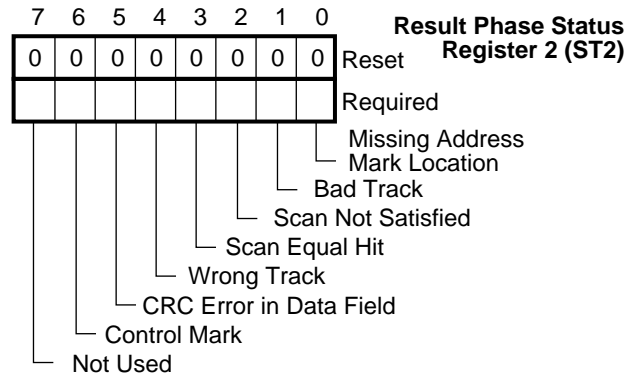 7 6 5 4 3 2 1 0
Result Phase Status
Register 2 (ST2)
0 0 0 0 0 0 0 0 Reset
Required
Missing Address
Mark Location
Bad Track
Scan Not Satisfied
Scan Equal Hit
Wrong Track
CRC Error in Data Field
Control Mark
Not Used